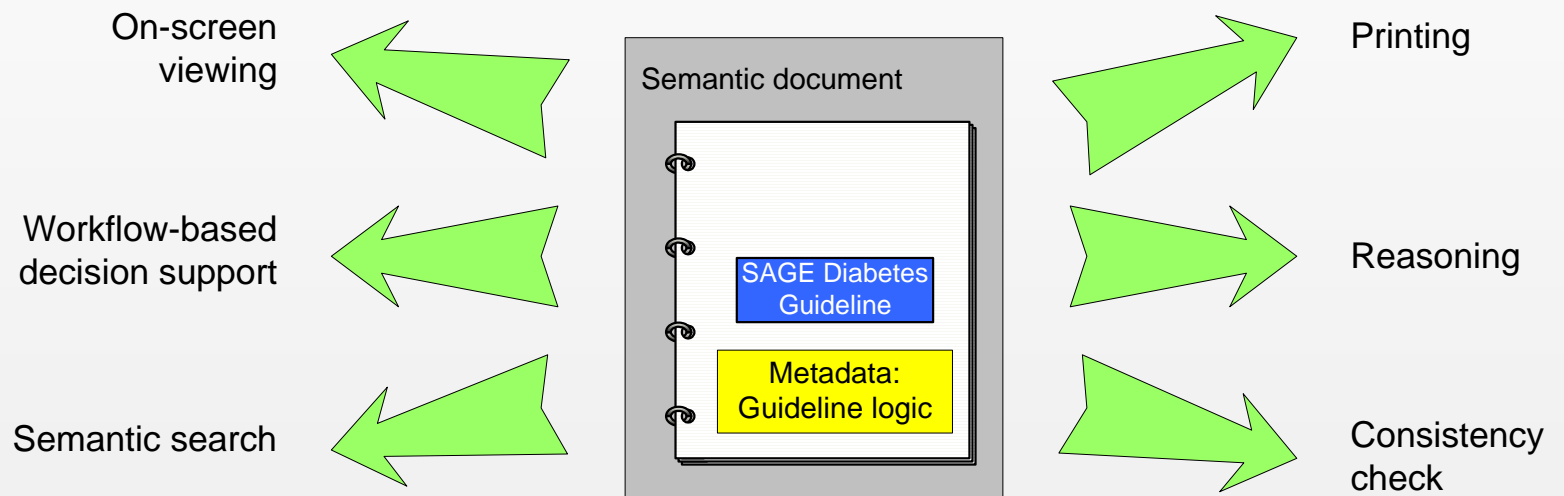 On-screen
viewing
Workflow-based
decision support
Semantic search
Semantic document
SAGE Diabetes
Guideline
Metadata:
Guideline logic
Printing
Reasoning
Consistency
check